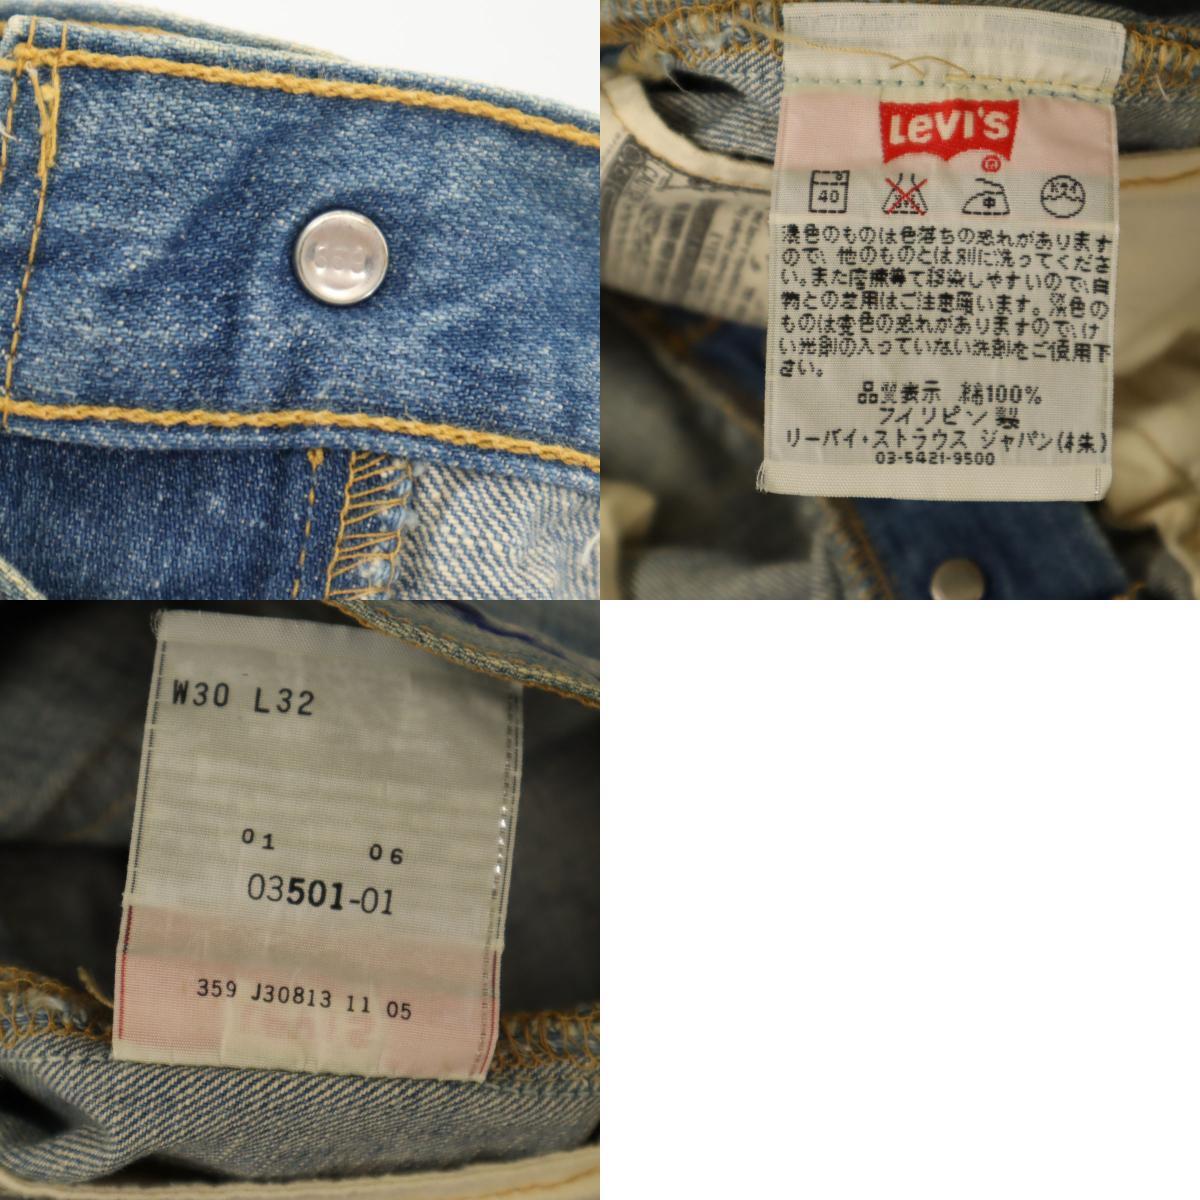 359
LEVI'S
®
40
中
濃色のものは色落ちの恐れがあります
ので、他のものとは別に洗ってくださ
い。また摩擦等で移染しやすいので、白
物との着用はご注意願います。淡色の
ものは変色の恐れがありますので、け
い光剤の入っていない洗剤をご使用下
さい。
品質表示 綿100%
フィリピン製
リーバイ・ストラウス ジャパン(株)
03-5421-9500
W30 L32
01 06
03501-01
359 J30813 11 05